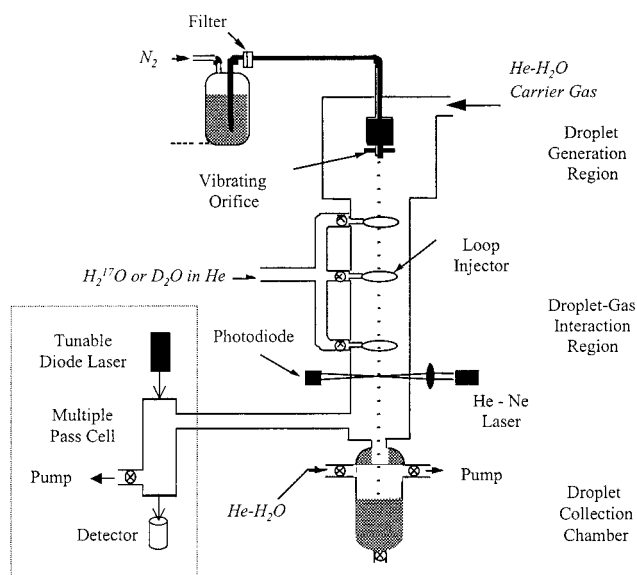 Filter
N₂
He-H₂O
Carrier Gas
Droplet
Generation
Region
Vibrating
Orifice
Loop
Injector
H₂¹⁷O or D₂O in He
Droplet-Gas
Interaction
Region
Tunable
Diode Laser
Photodiode
He - Ne
Laser
Multiple
Pass Cell
Pump
Pump
He-H₂O
Droplet
Collection
Chamber
Detector